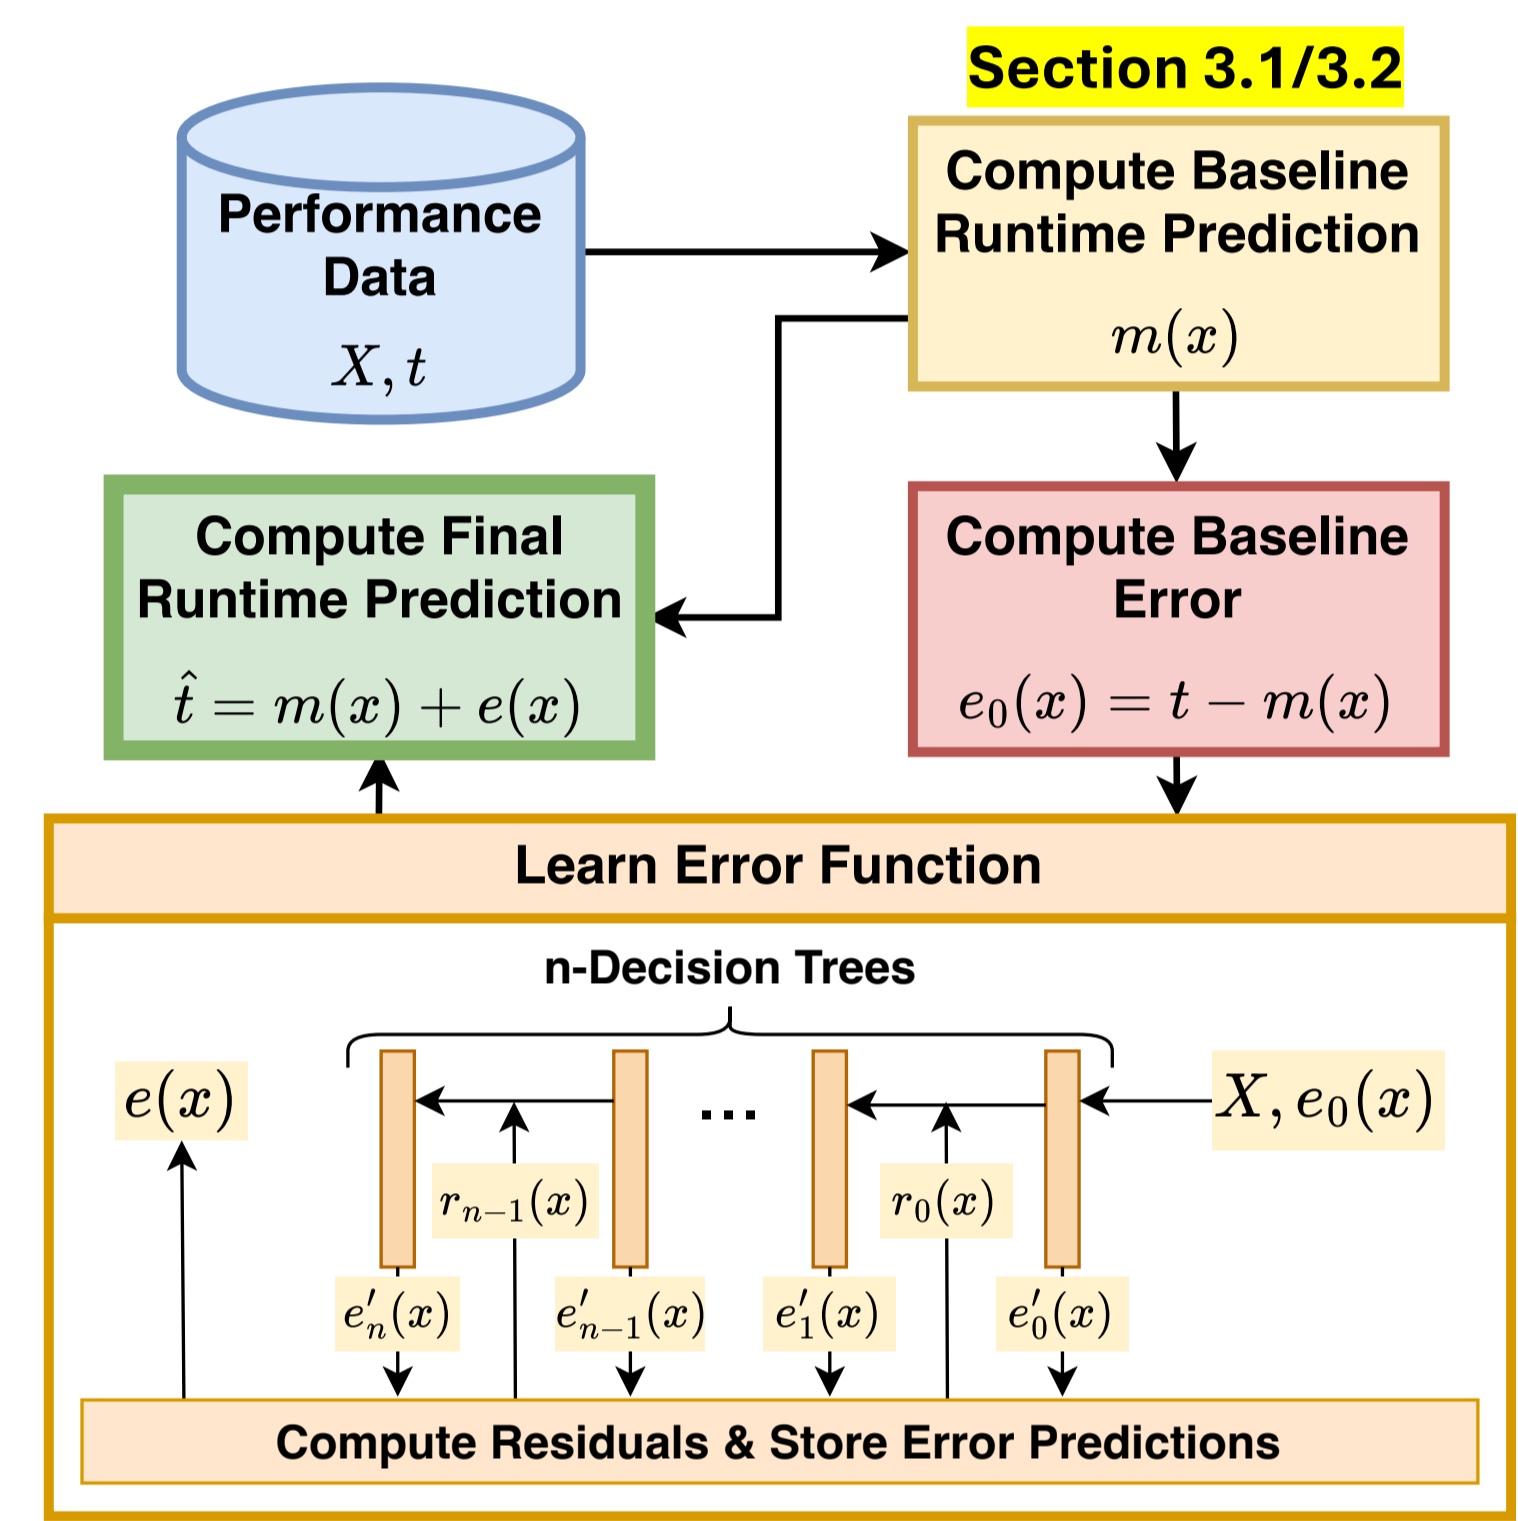 Section 3.1/3.2
Performance
Data
X, t
Compute Baseline
Runtime Prediction
m(x)
Compute Final
Runtime Prediction
t̂ = m(x) + e(x)
Compute Baseline
Error
e₀(x) = t − m(x)
Learn Error Function
n-Decision Trees
e(x)
...
X, e₀(x)
rₙ₋₁(x)
r₀(x)
e′ₙ(x)
e′ₙ₋₁(x)
e′₁(x)
e′₀(x)
Compute Residuals & Store Error Predictions